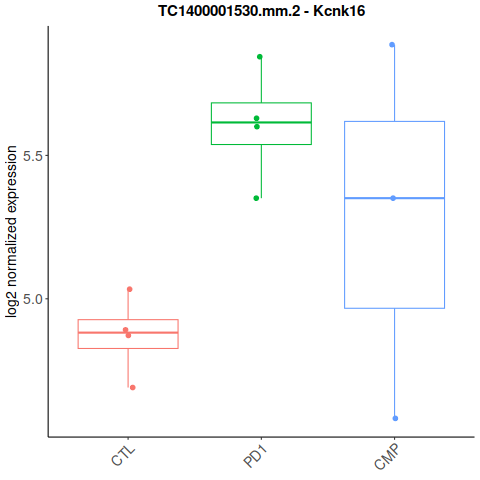 TC1400001530.mm.2 - Kcnk16
log2 normalized expression
5.5
5.0
CTL
PD1
CMP